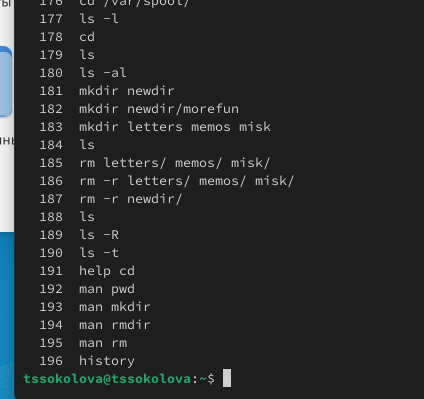 ты
176 cd /var/spool/
177 ls -l
178 cd
179 ls
180 ls -al
181 mkdir newdir
182 mkdir newdir/morefun
183 mkdir letters memos misk
184 ls
185 rm letters/ memos/ misk/
186 rm -r letters/ memos/ misk/
187 rm -r newdir/
188 ls
189 ls -R
190 ls -t
191 help cd
192 man pwd
193 man mkdir
194 man rmdir
195 man rm
196 history
tssokolova@tssokolova:~$